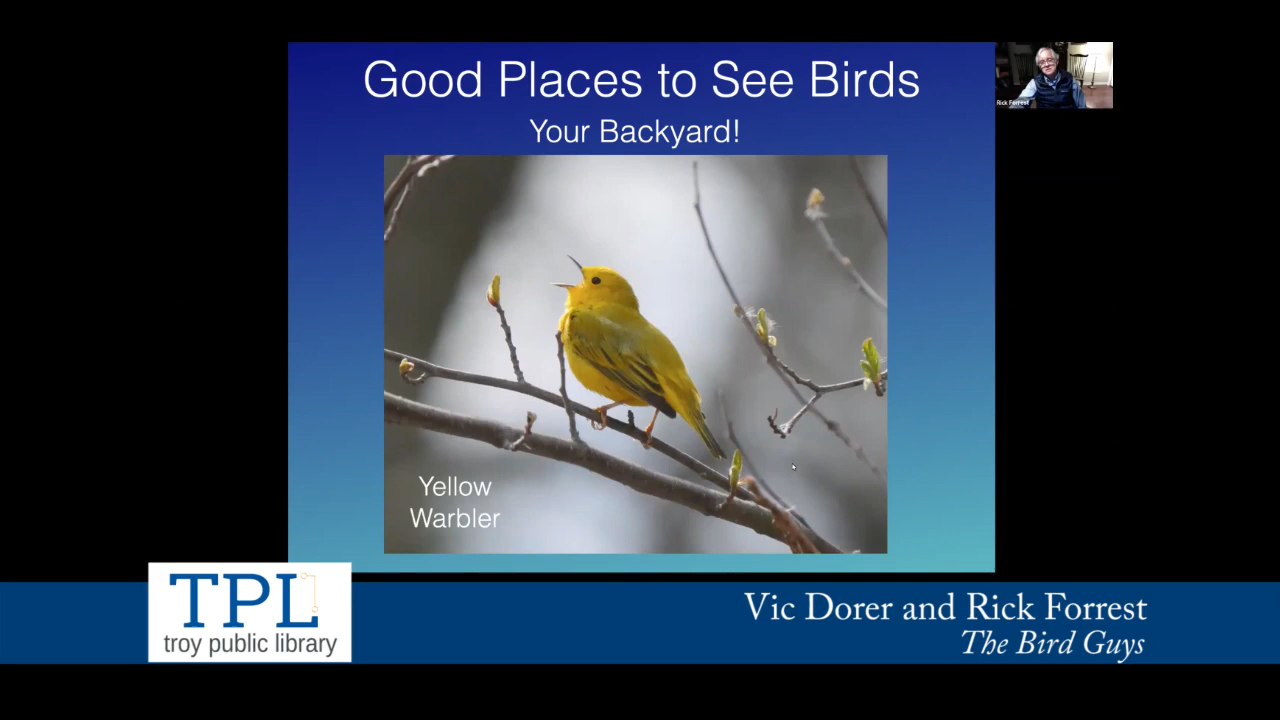 Good Places to See Birds
Your Backyard!
Rick Forrest
Yellow
Warbler
TPL
troy public library
Vic Dorer and Rick Forrest
The Bird Guys